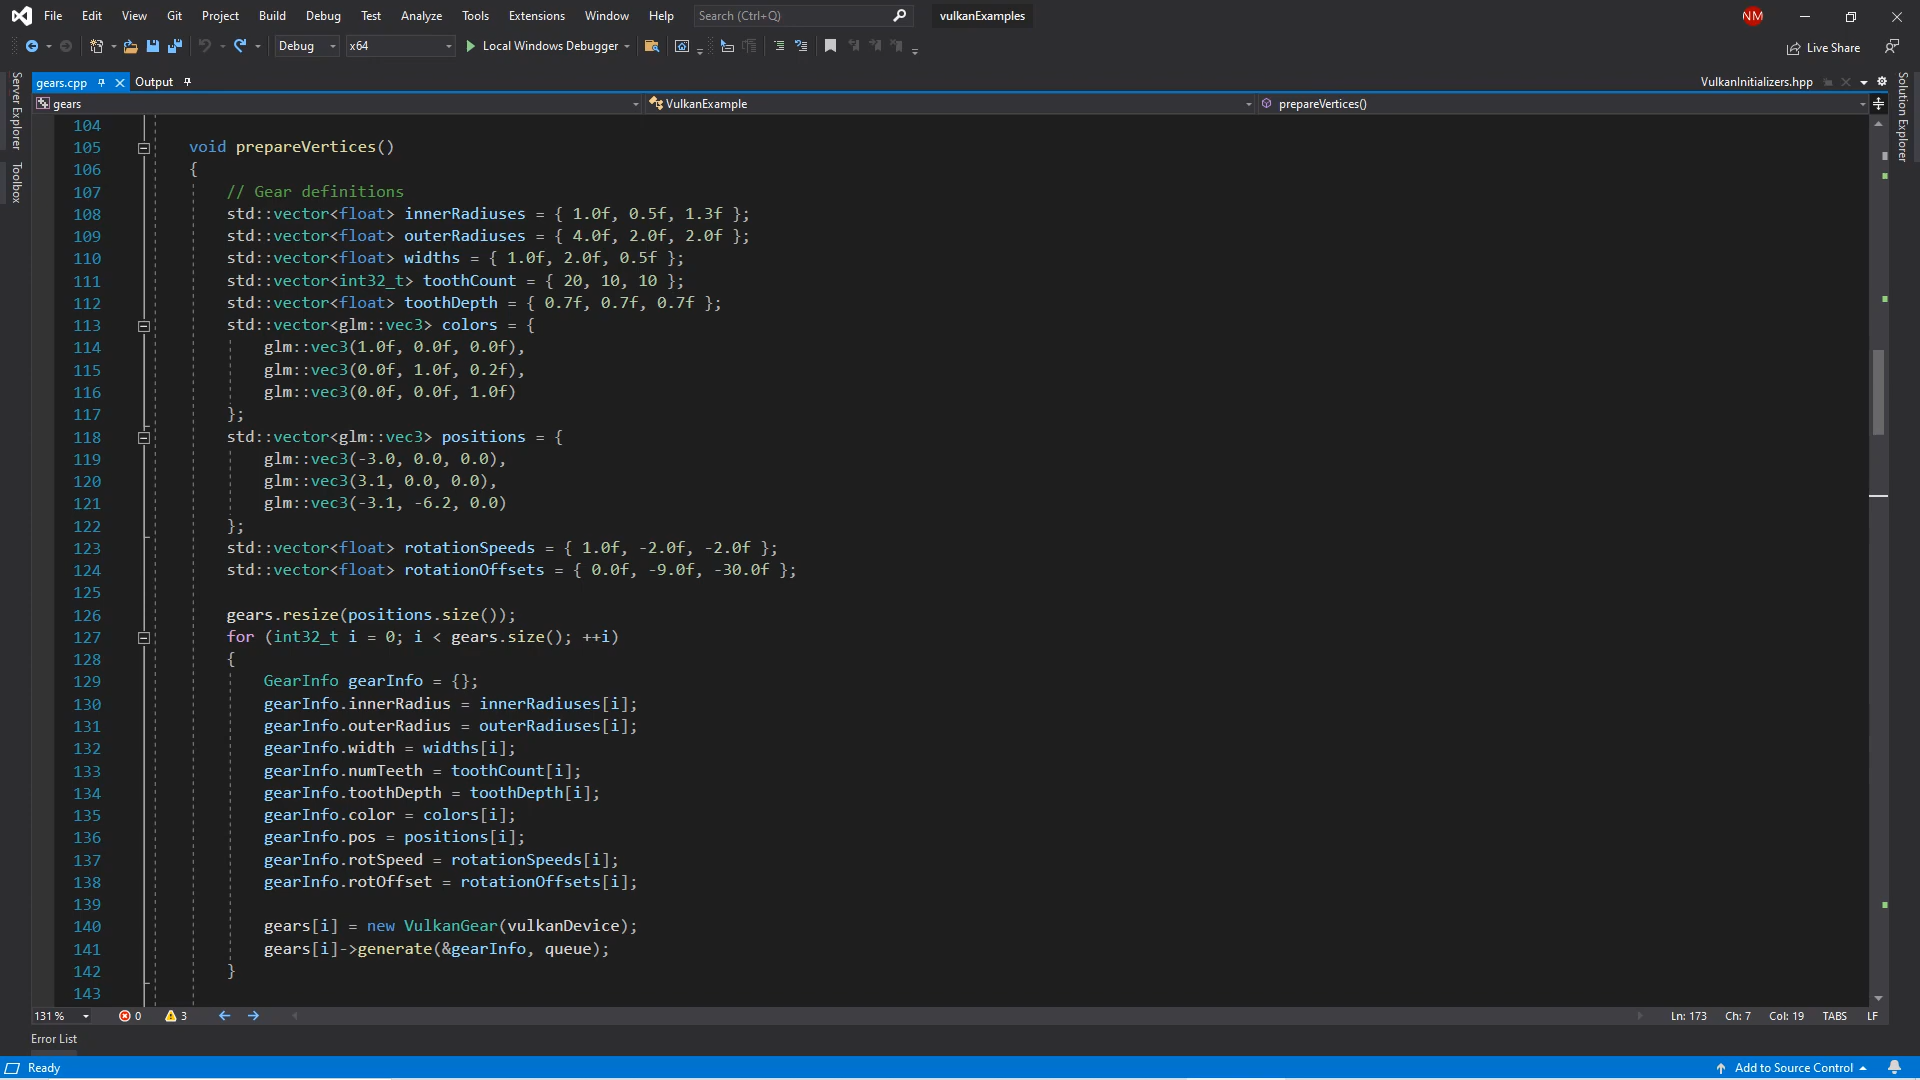 File Edit View Git Project Build Debug Test Analyze Tools Extensions Window Help Search (Ctrl+Q) vulkanExamples NM
Debug x64 Local Windows Debugger Live Share
gears.cpp Output VulkanInitializers.hpp
gears VulkanExample prepareVertices()
Server Explorer
Toolbox
Solution Explorer
104
105 void prepareVertices()
106 {
107 // Gear definitions
108 std::vector<float> innerRadiuses = { 1.0f, 0.5f, 1.3f };
109 std::vector<float> outerRadiuses = { 4.0f, 2.0f, 2.0f };
110 std::vector<float> widths = { 1.0f, 2.0f, 0.5f };
111 std::vector<int32_t> toothCount = { 20, 10, 10 };
112 std::vector<float> toothDepth = { 0.7f, 0.7f, 0.7f };
113 std::vector<glm::vec3> colors = {
114 glm::vec3(1.0f, 0.0f, 0.0f),
115 glm::vec3(0.0f, 1.0f, 0.2f),
116 glm::vec3(0.0f, 0.0f, 1.0f)
117 };
118 std::vector<glm::vec3> positions = {
119 glm::vec3(-3.0, 0.0, 0.0),
120 glm::vec3(3.1, 0.0, 0.0),
121 glm::vec3(-3.1, -6.2, 0.0)
122 };
123 std::vector<float> rotationSpeeds = { 1.0f, -2.0f, -2.0f };
124 std::vector<float> rotationOffsets = { 0.0f, -9.0f, -30.0f };
125
126 gears.resize(positions.size());
127 for (int32_t i = 0; i < gears.size(); ++i)
128 {
129 GearInfo gearInfo = {};
130 gearInfo.innerRadius = innerRadiuses[i];
131 gearInfo.outerRadius = outerRadiuses[i];
132 gearInfo.width = widths[i];
133 gearInfo.numTeeth = toothCount[i];
134 gearInfo.toothDepth = toothDepth[i];
135 gearInfo.color = colors[i];
136 gearInfo.pos = positions[i];
137 gearInfo.rotSpeed = rotationSpeeds[i];
138 gearInfo.rotOffset = rotationOffsets[i];
139
140 gears[i] = new VulkanGear(vulkanDevice);
141 gears[i]->generate(&gearInfo, queue);
142 }
143
131 % 0 3 Ln: 173 Ch: 7 Col: 19 TABS LF
Error List
Ready Add to Source Control